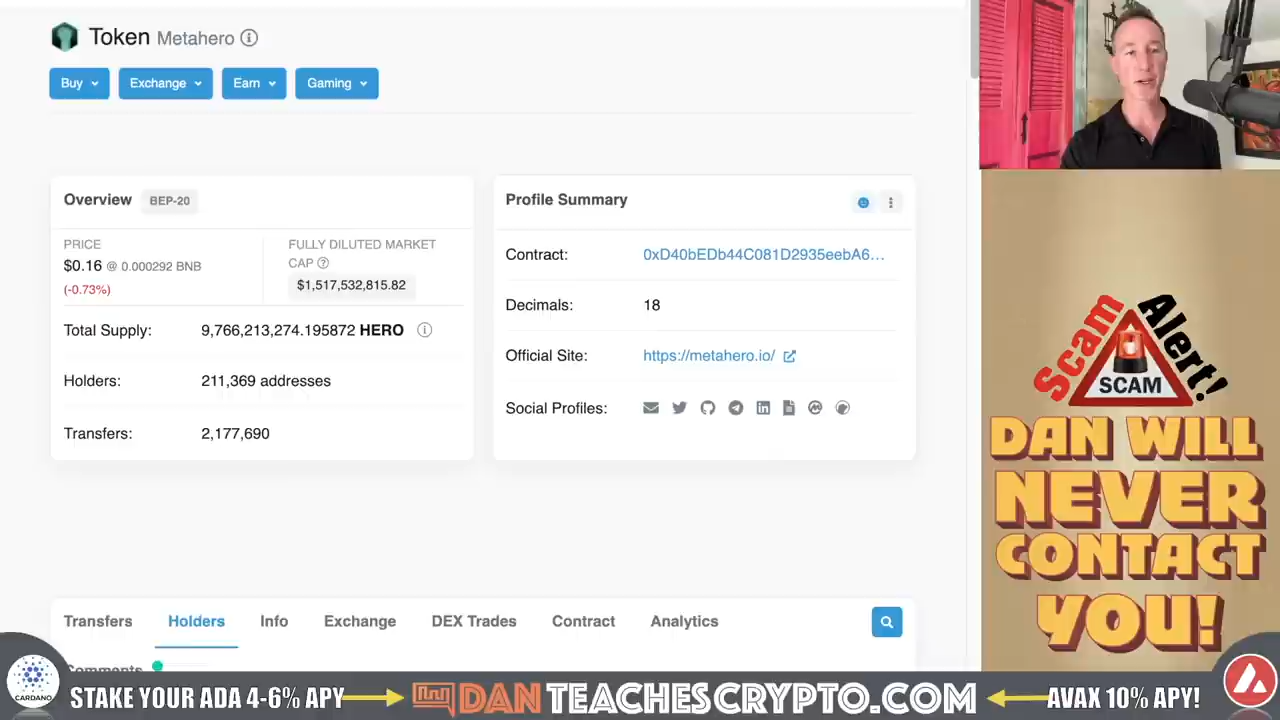 Token Metahero
Buy
Exchange
Earn
Gaming
Overview BEP-20
PRICE
$0.16 @ 0.000292 BNB
(-0.73%)
FULLY DILUTED MARKET
CAP
$1,517,532,815.82
Total Supply: 9,766,213,274.195872 HERO
Holders: 211,369 addresses
Transfers: 2,177,690
Profile Summary
Contract: 0xD40bEDb44C081D2935eebA6...
Decimals: 18
Official Site: https://metahero.io/
Social Profiles:
Transfers Holders Info Exchange DEX Trades Contract Analytics
Comments
Scam Alert!
SCAM
DAN WILL
NEVER
CONTACT
YOU!
CARDANO
STAKE YOUR ADA 4-6% APY
DANTEACHESCRYPTO.COM
AVAX 10% APY!